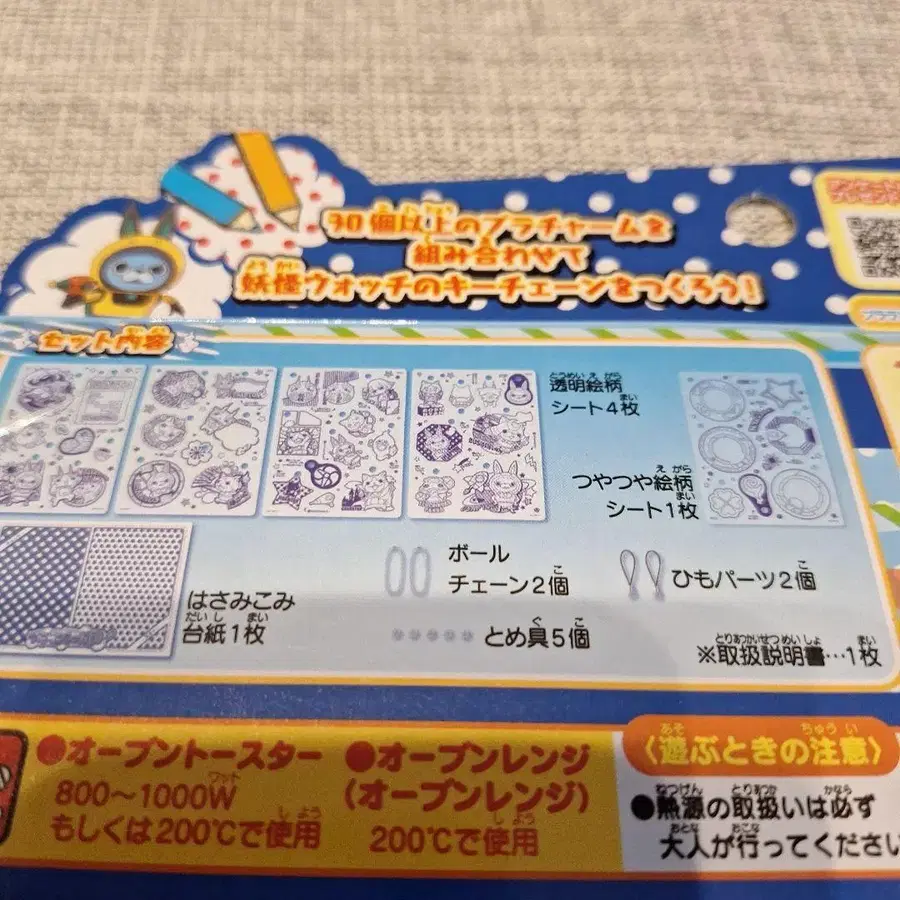 30個以上のプラチャームを
組み合わせて
妖怪ウォッチのキーチェーンをつくろう!
セット内容
透明絵柄
シート4枚
つやつや絵柄
シート1枚
はさみこみ
台紙1枚
ボール
チェーン2個
ひもパーツ2個
とめ具5個
※取扱説明書…1枚
●オーブントースター
800~1000W
もしくは200℃で使用
●オーブンレンジ
(オーブンレンジ)
200℃で使用
〈遊ぶときの注意〉
●熱源の取扱いは必ず
大人が行ってください